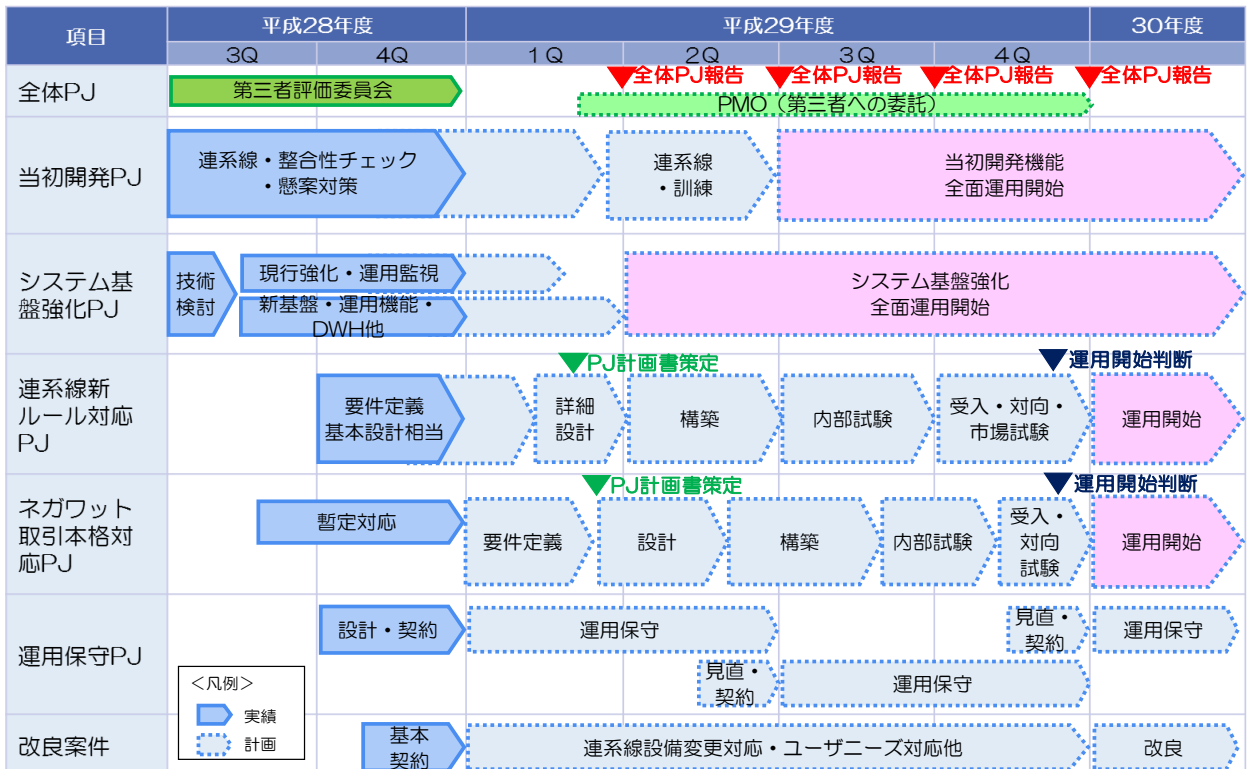 項目
平成28年度
平成29年度
30年度
3Q
4Q
1Q
2Q
3Q
4Q
全体PJ
第三者評価委員会
全体PJ報告
全体PJ報告
全体PJ報告
全体PJ報告
PMO（第三者への委託）
当初開発PJ
連系線・整合性チェック
・懸案対策
連系線
・訓練
当初開発機能
全面運用開始
システム基
盤強化PJ
技術
検討
現行強化・運用監視
新基盤・運用機能・
DWH他
システム基盤強化
全面運用開始
連系線新
ルール対応
PJ
PJ計画書策定
運用開始判断
要件定義
基本設計相当
詳細
設計
構築
内部試験
受入・対向・
市場試験
運用開始
ネガワット
取引本格対
応PJ
PJ計画書策定
運用開始判断
暫定対応
要件定義
設計
構築
内部試験
受入・
対向
試験
運用開始
運用保守PJ
設計・契約
運用保守
見直・
契約
運用保守
見直・
契約
運用保守
＜凡例＞
実績
計画
改良案件
基本
契約
連系線設備変更対応・ユーザニーズ対応他
改良